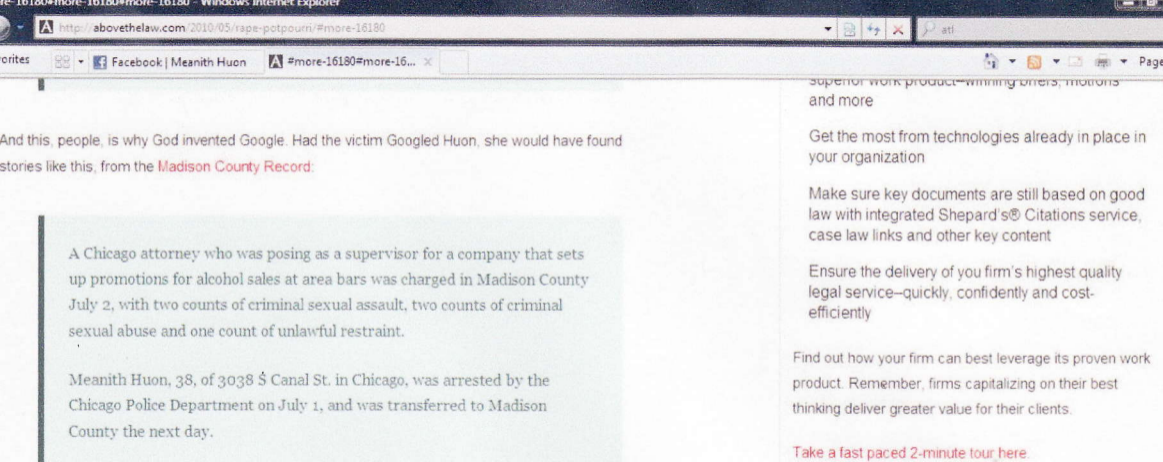 re-16180#more-16180#more-16180 - Windows Internet Explorer
http://abovethelaw.com/2010/05/rape-potpourri/#more-16180
atl
orites
Facebook | Meanith Huon
#more-16180#more-16...
Page
And this, people, is why God invented Google. Had the victim Googled Huon, she would have found
stories like this, from the Madison County Record:
A Chicago attorney who was posing as a supervisor for a company that sets
up promotions for alcohol sales at area bars was charged in Madison County
July 2, with two counts of criminal sexual assault, two counts of criminal
sexual abuse and one count of unlawful restraint.
Meanith Huon, 38, of 3038 S Canal St. in Chicago, was arrested by the
Chicago Police Department on July 1, and was transferred to Madison
County the next day.
superior work product–winning briefs, motions
and more
Get the most from technologies already in place in
your organization
Make sure key documents are still based on good
law with integrated Shepard's® Citations service,
case law links and other key content
Ensure the delivery of you firm's highest quality
legal service–quickly, confidently and cost-
efficiently
Find out how your firm can best leverage its proven work
product. Remember, firms capitalizing on their best
thinking deliver greater value for their clients.
Take a fast paced 2-minute tour here.